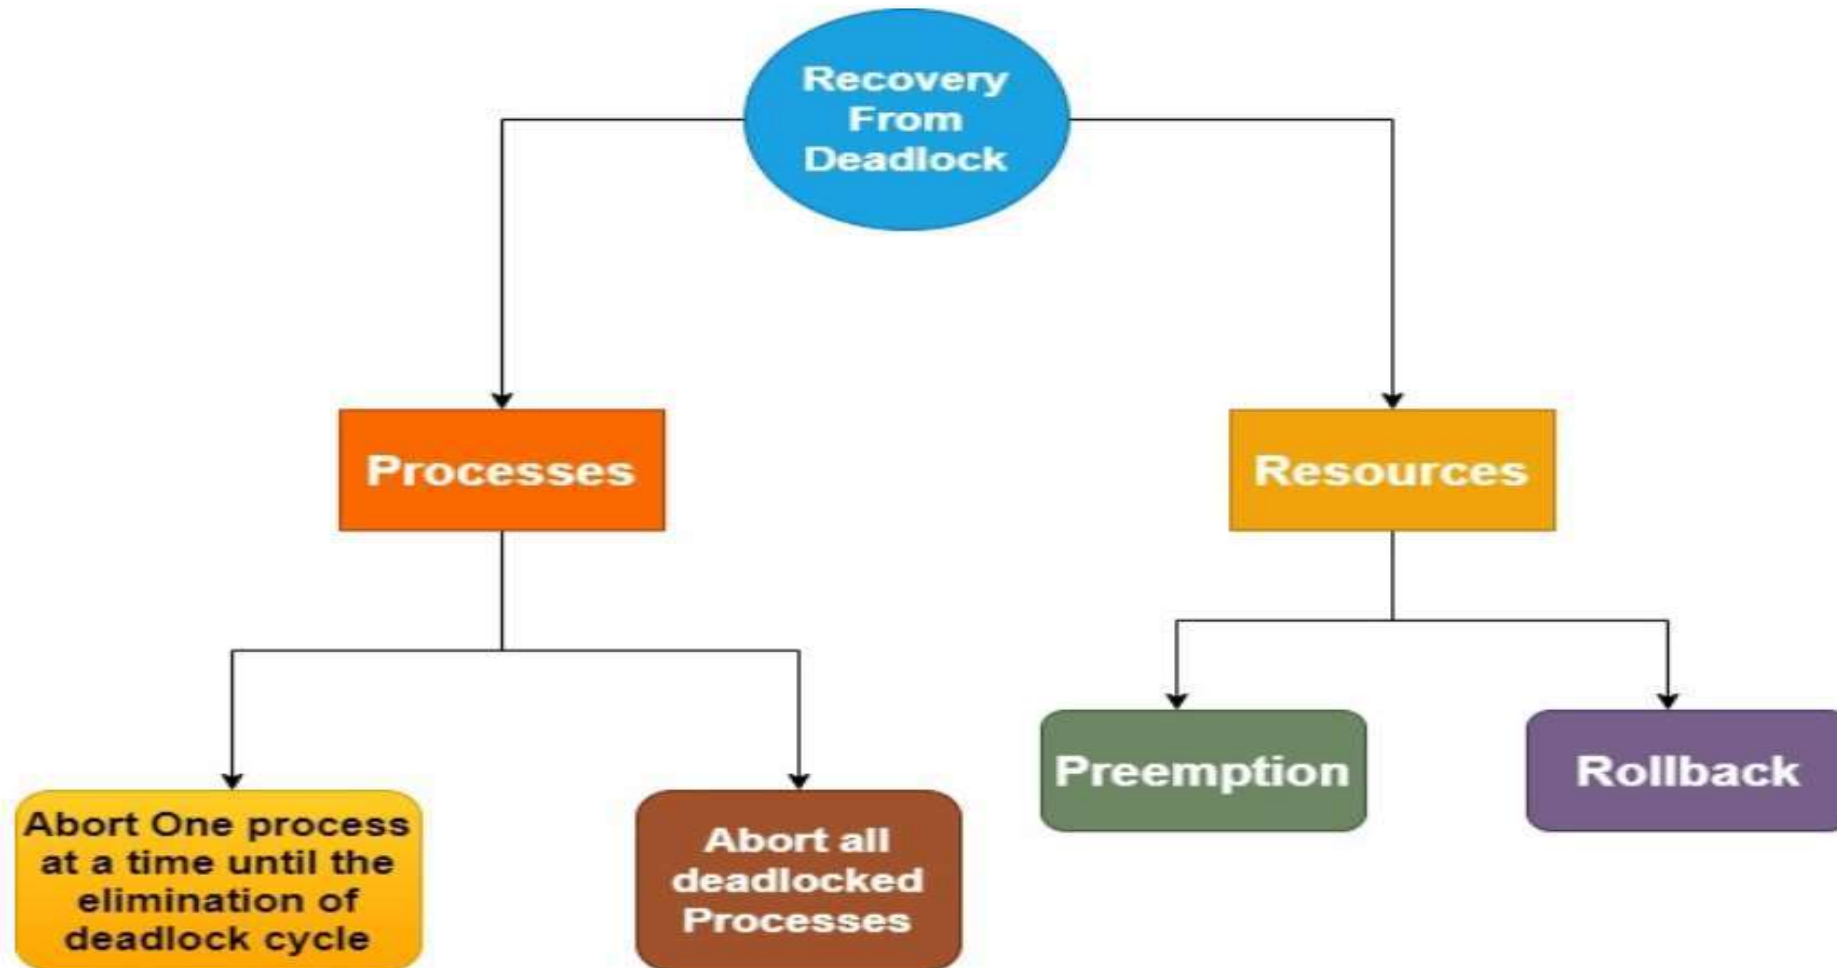 Recovery
From
Deadlock
Processes
Resources
Preemption
Rollback
Abort One process
at a time until the
elimination of
deadlock cycle
Abort all
deadlocked
Processes